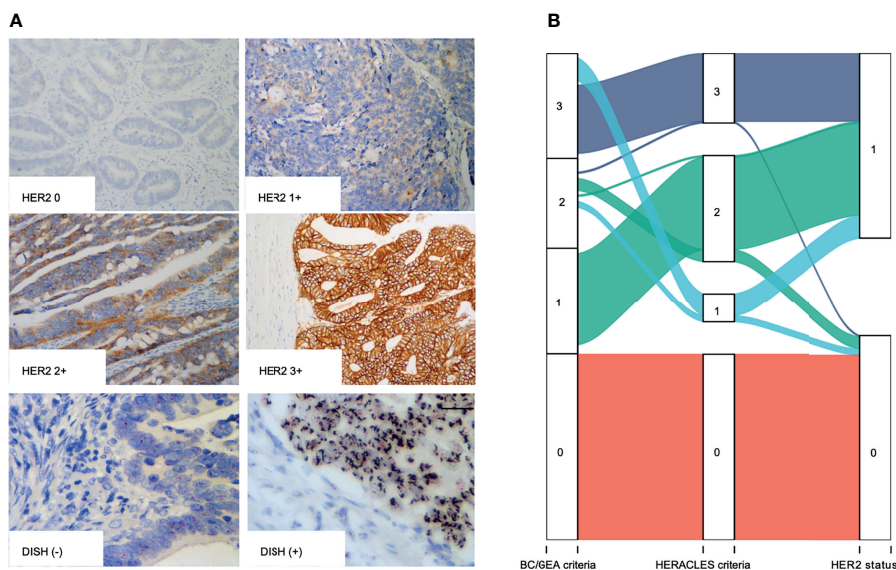 A
B
HER2 0
HER2 1+
HER2 2+
HER2 3+
DISH (-)
DISH (+)
3
2
1
0
3
2
1
0
1
0
BC/GEA criteria
HERACLES criteria
HER2 status